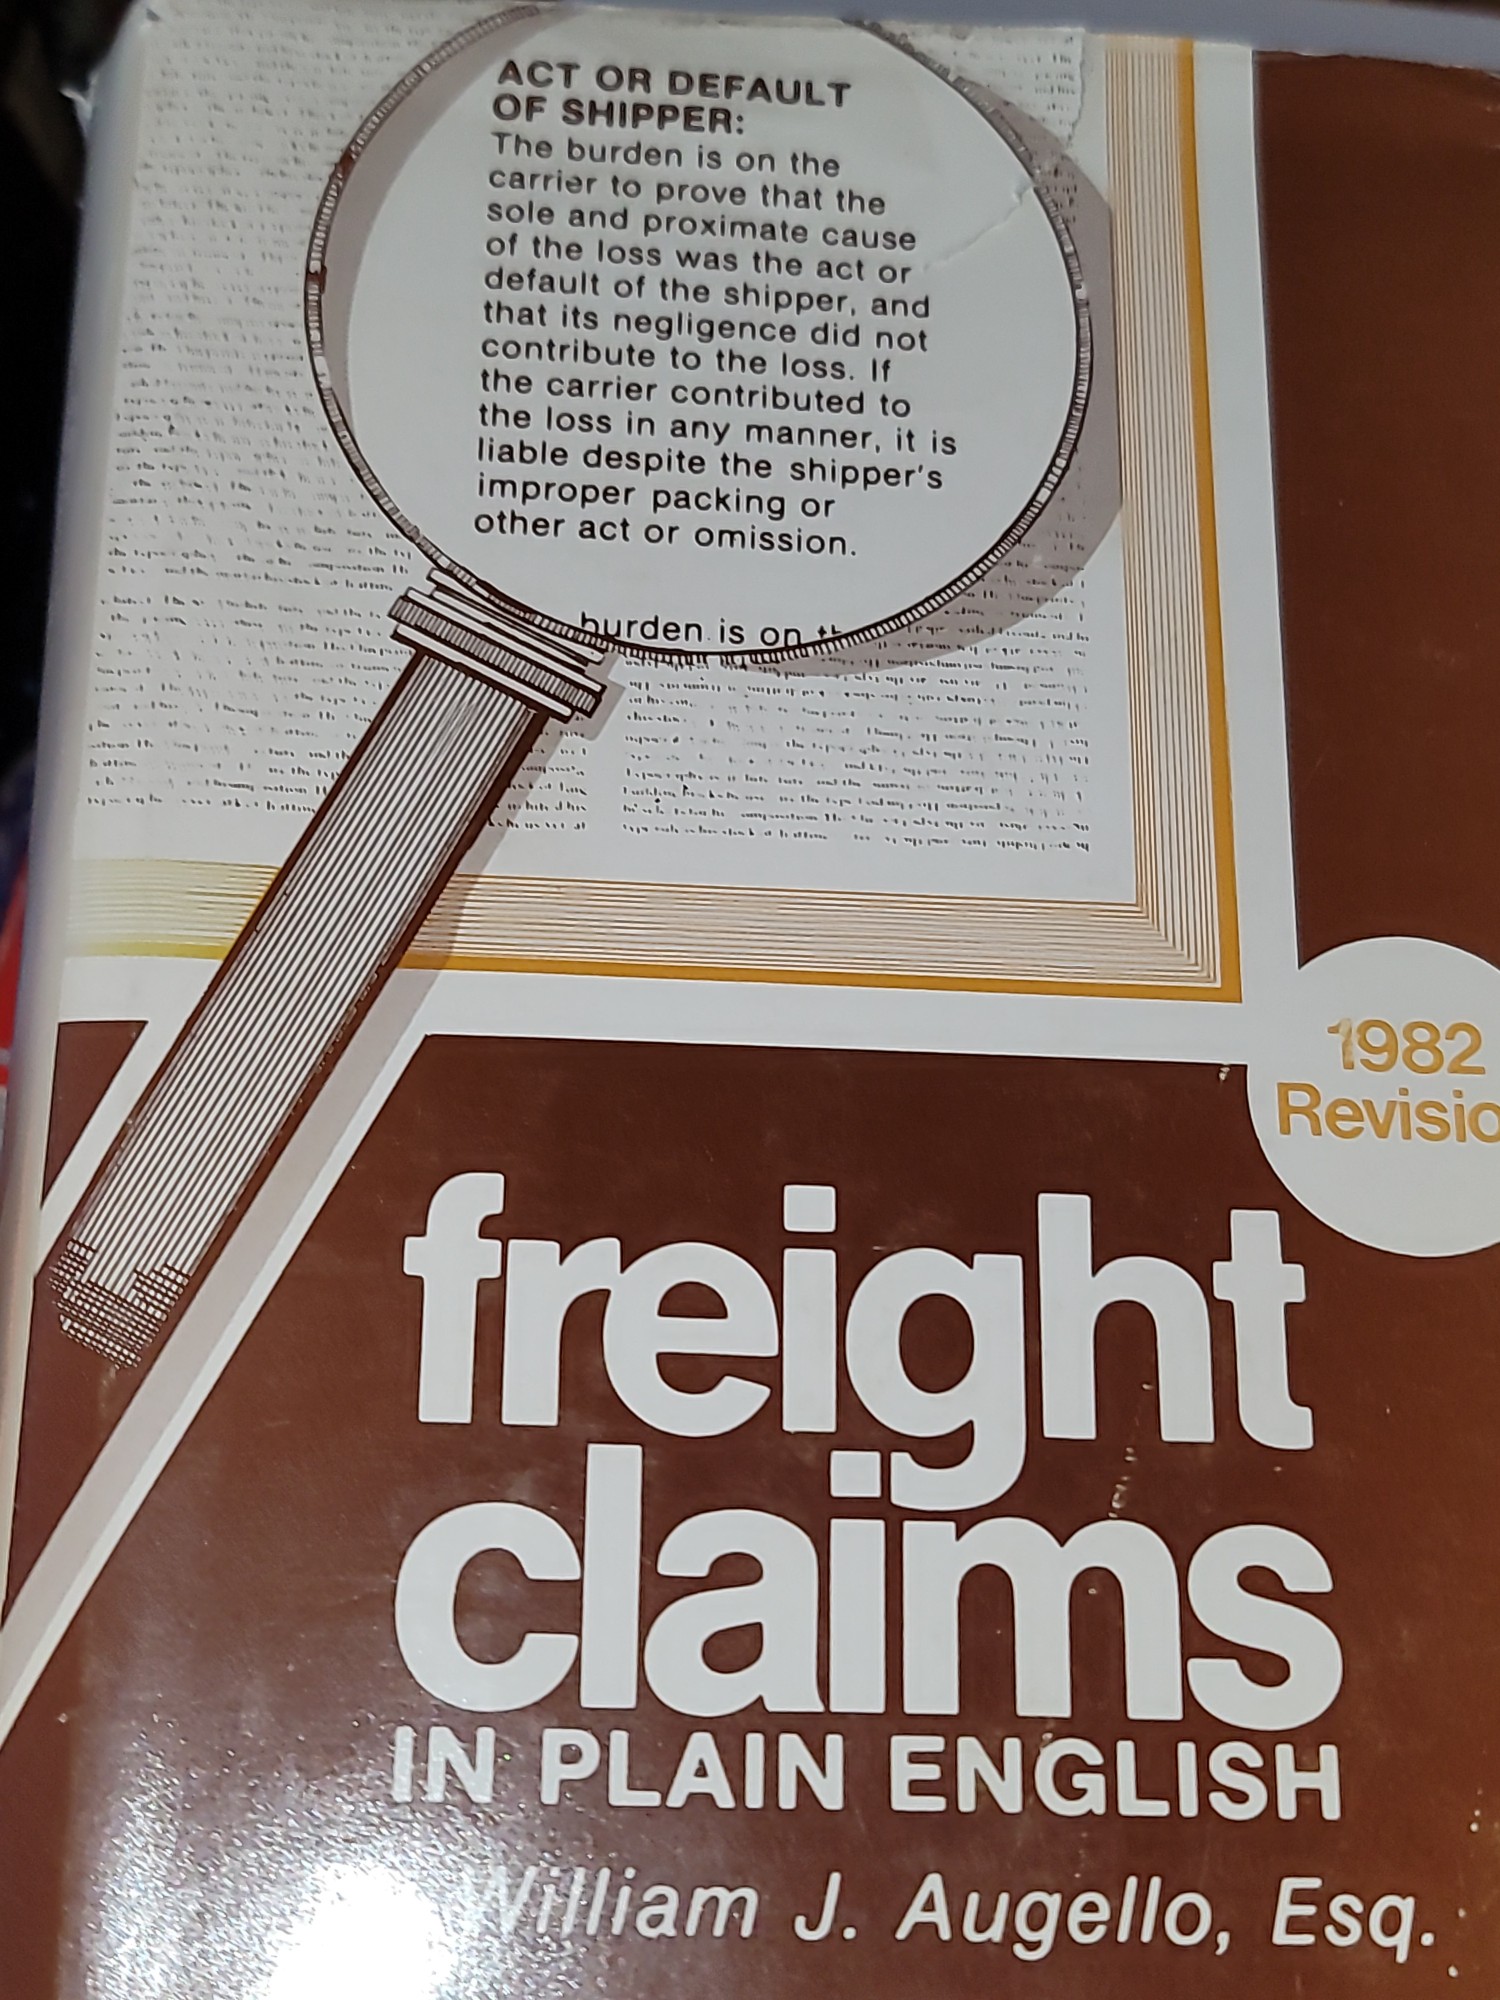 ACT OR DEFAULT
OF SHIPPER:
The burden is on the
carrier to prove that the
sole and proximate cause
of the loss was the act or
default of the shipper, and
that its negligence did not
contribute to the loss. If
the carrier contributed to
the loss in any manner, it is
liable despite the shipper's
improper packing or
other act or omission.
burden is on
1982
Revisio
freight
claims
IN PLAIN ENGLISH
William J. Augello, Esq.